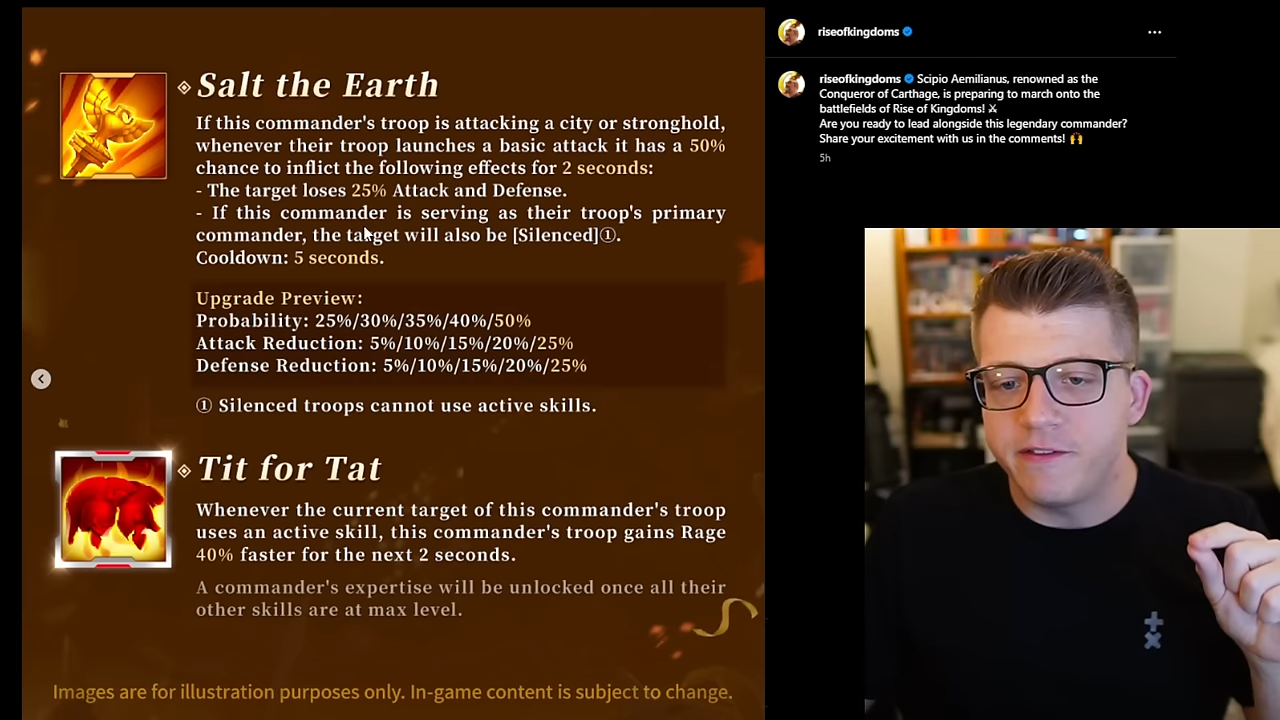 Salt the Earth
If this commander's troop is attacking a city or stronghold,
whenever their troop launches a basic attack it has a 50%
chance to inflict the following effects for 2 seconds:
- The target loses 25% Attack and Defense.
- If this commander is serving as their troop's primary
commander, the target will also be [Silenced]①.
Cooldown: 5 seconds.
Upgrade Preview:
Probability: 25%/30%/35%/40%/50%
Attack Reduction: 5%/10%/15%/20%/25%
Defense Reduction: 5%/10%/15%/20%/25%
① Silenced troops cannot use active skills.
Tit for Tat
Whenever the current target of this commander's troop
uses an active skill, this commander's troop gains Rage
40% faster for the next 2 seconds.
A commander's expertise will be unlocked once all their
other skills are at max level.
Images are for illustration purposes only. In-game content is subject to change.
riseofkingdoms
riseofkingdoms Scipio Aemilianus, renowned as the
Conqueror of Carthage, is preparing to march onto the
battlefields of Rise of Kingdoms! ⚔
Are you ready to lead alongside this legendary commander?
Share your excitement with us in the comments! 🙌
5h